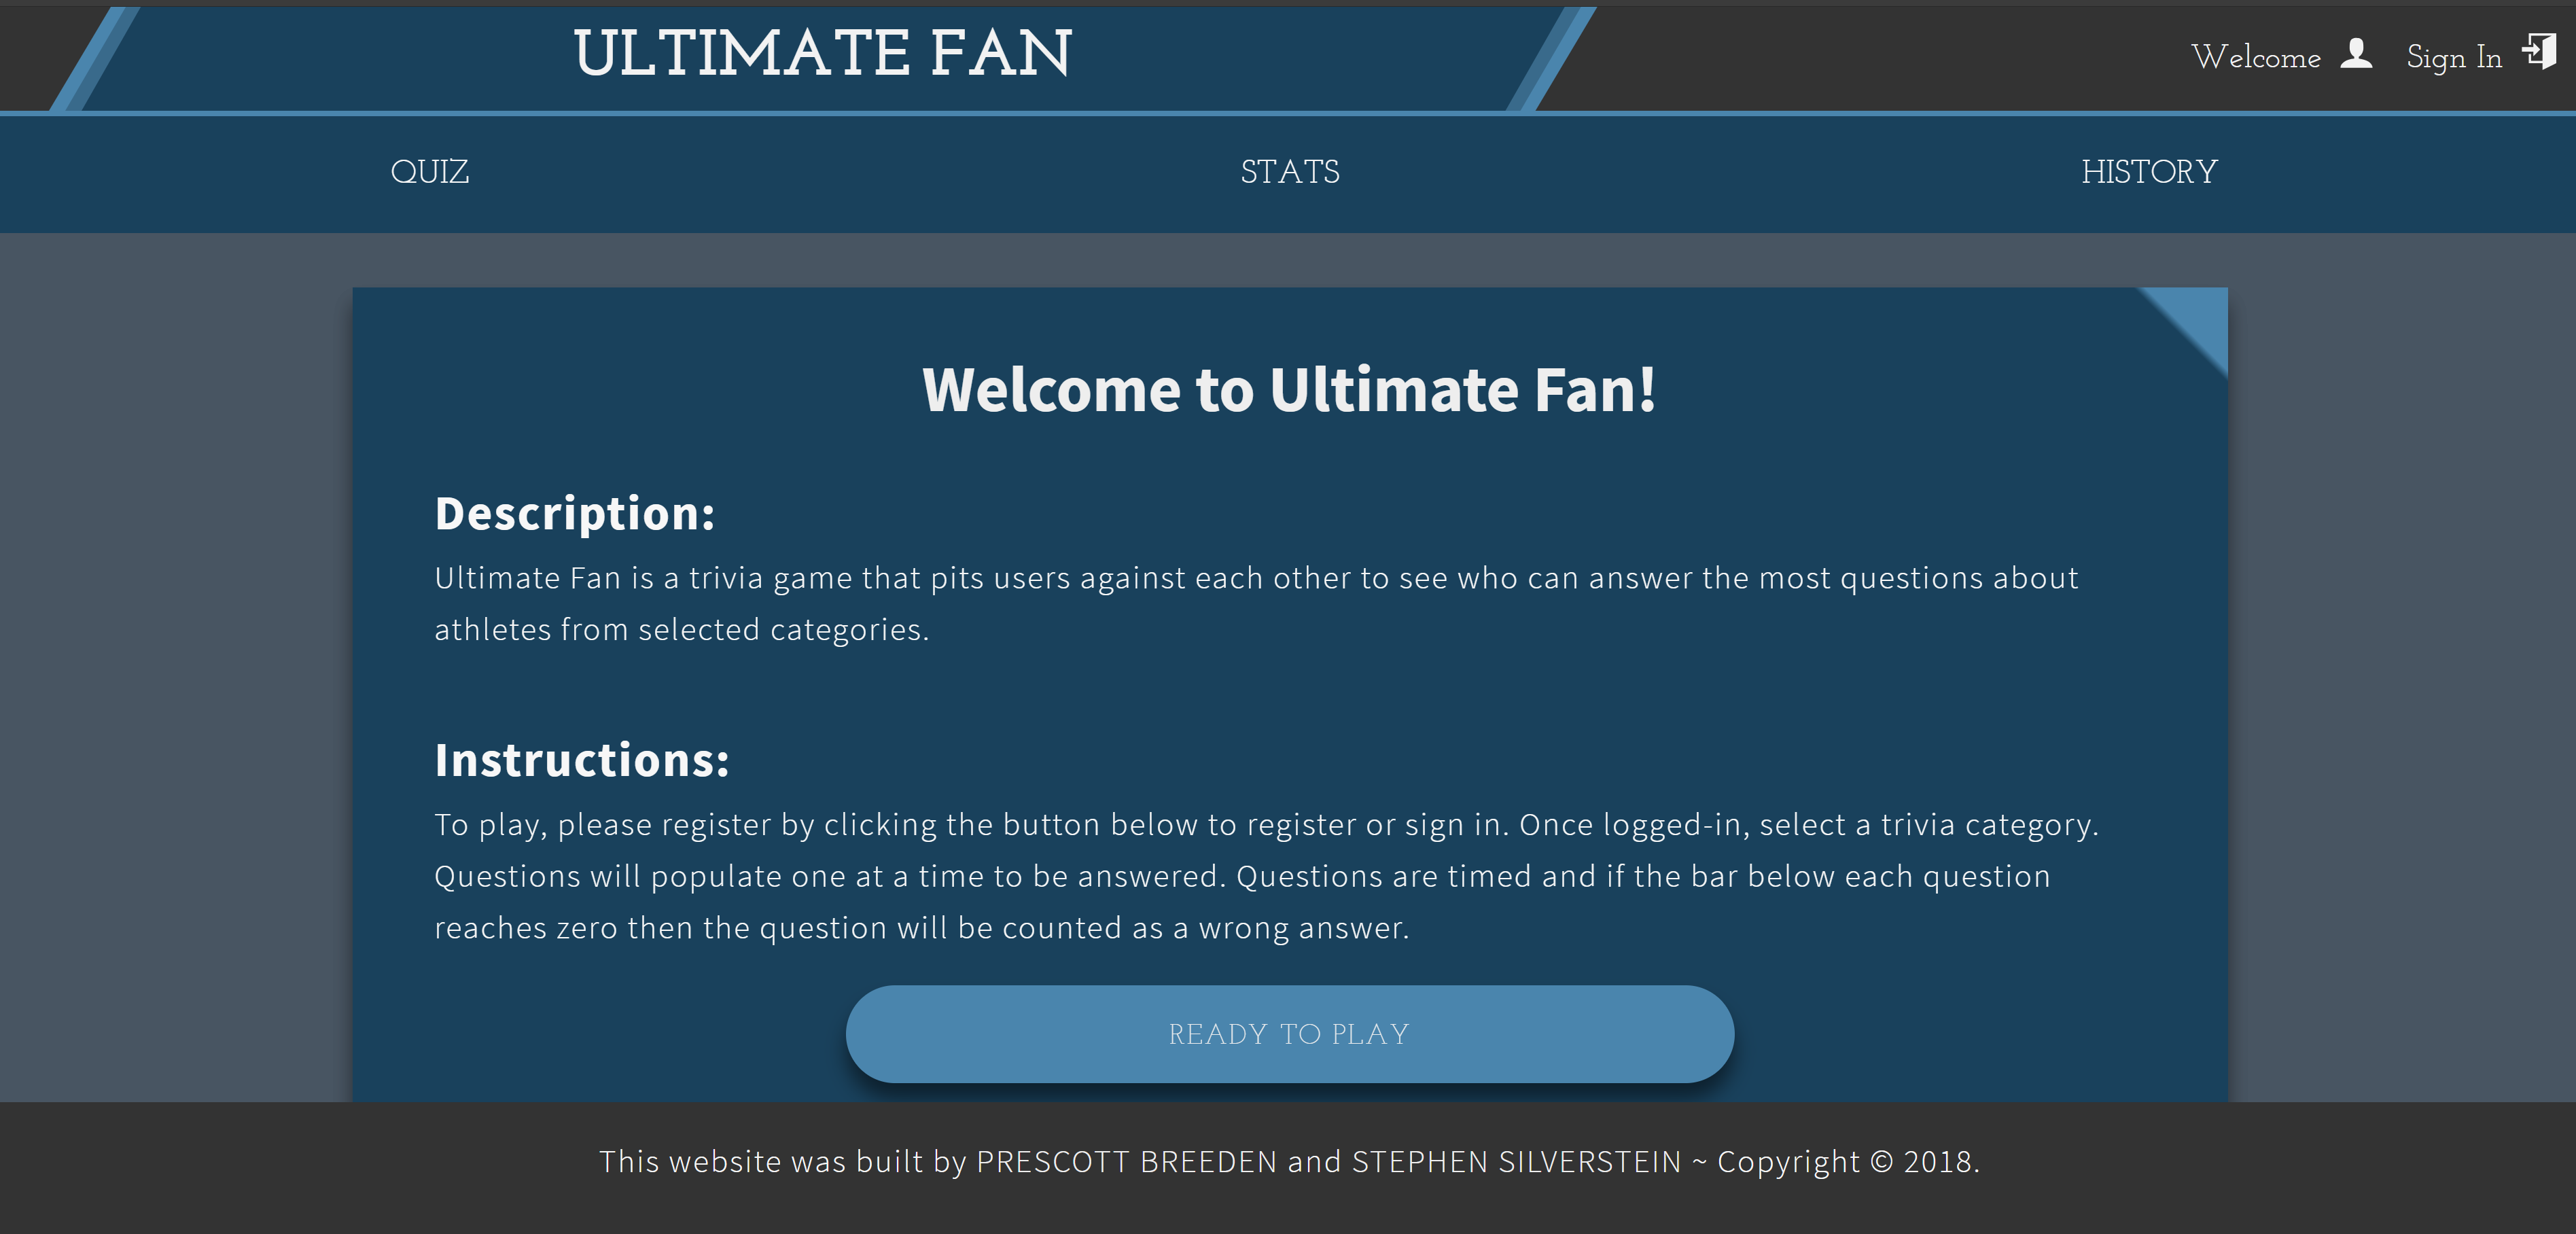 ULTIMATE FAN
Welcome
Sign In
QUIZ
STATS
HISTORY
Welcome to Ultimate Fan!
Description:
Ultimate Fan is a trivia game that pits users against each other to see who can answer the most questions about
athletes from selected categories.
Instructions:
To play, please register by clicking the button below to register or sign in. Once logged-in, select a trivia category.
Questions will populate one at a time to be answered. Questions are timed and if the bar below each question
reaches zero then the question will be counted as a wrong answer.
READY TO PLAY
This website was built by PRESCOTT BREEDEN and STEPHEN SILVERSTEIN ~ Copyright © 2018.